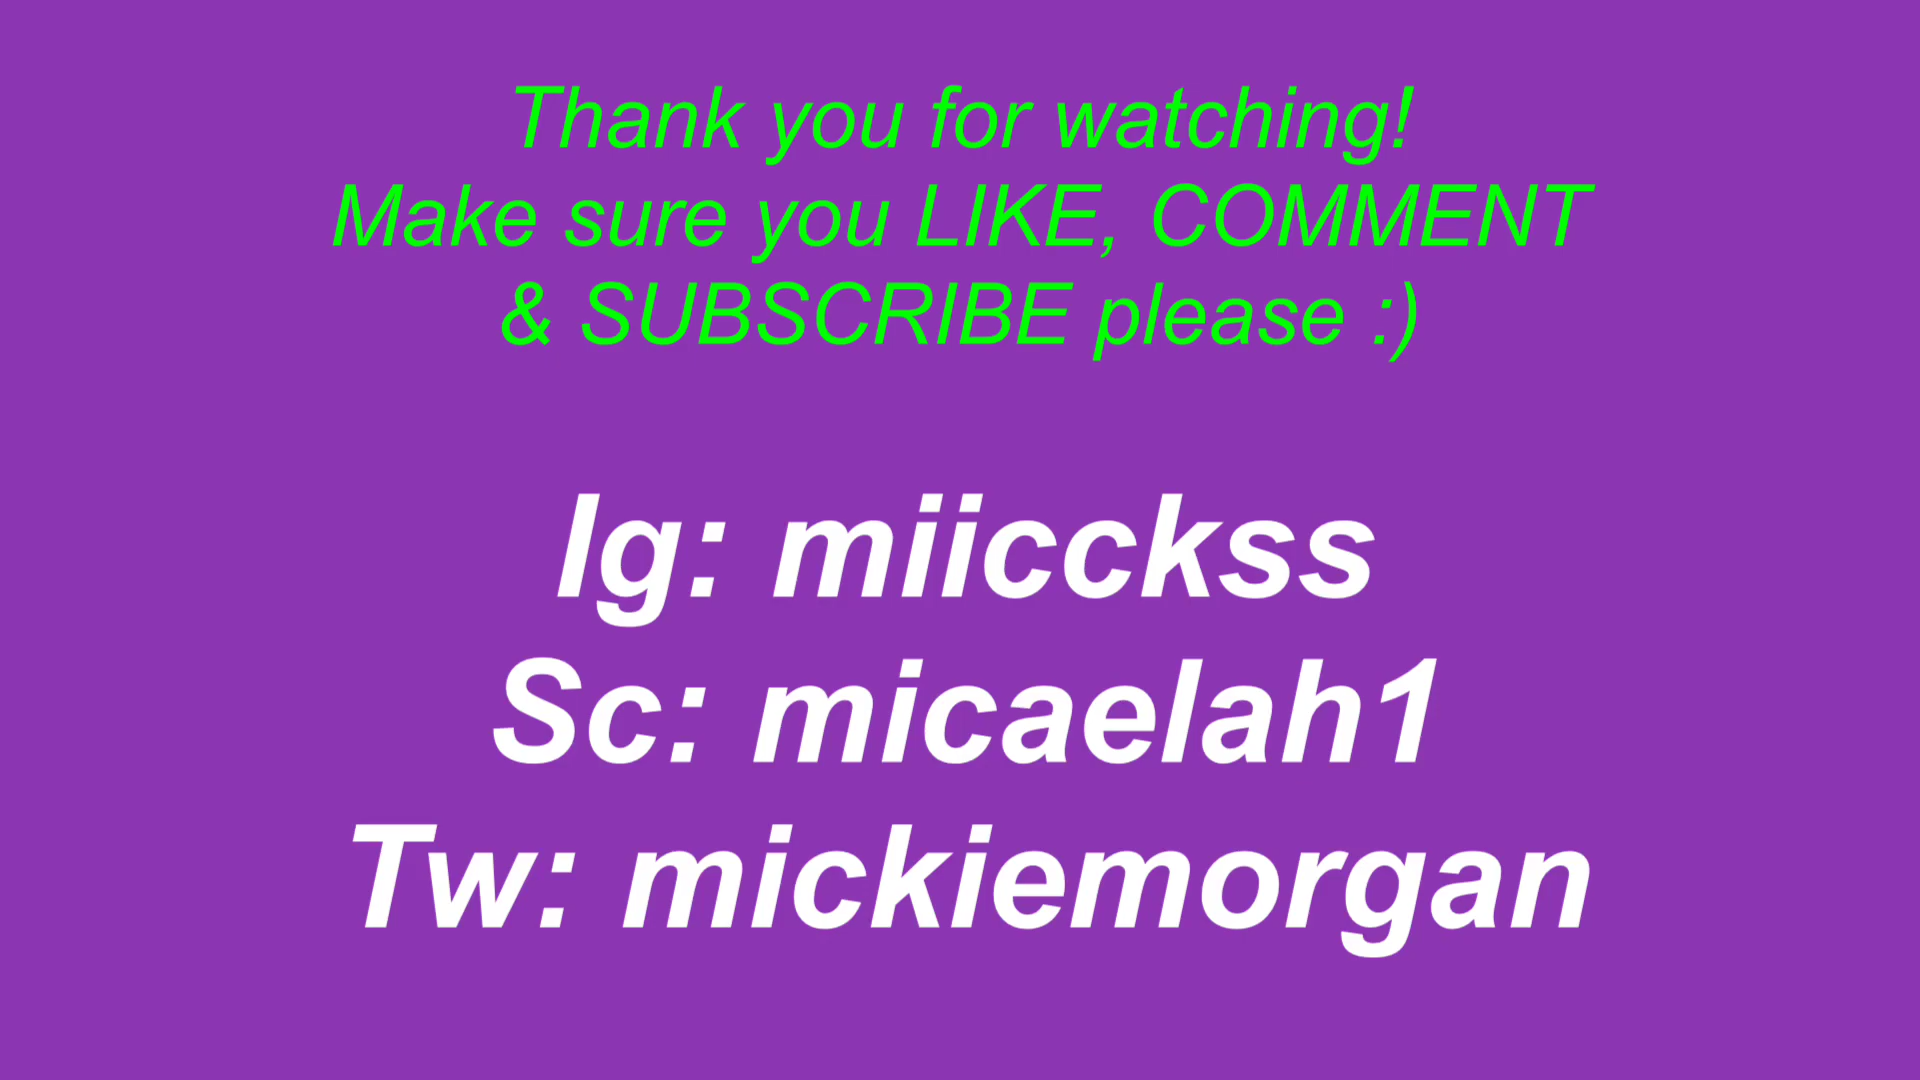 Thank you for watching!
Make sure you LIKE, COMMENT
& SUBSCRIBE please :)
Ig: miicckss
Sc: micaelah1
Tw: mickiemorgan